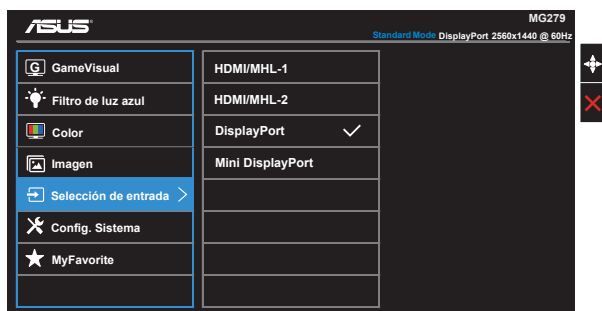 ASUS
MG279
Standard Mode DisplayPort 2560x1440 @ 60Hz
G GameVisual
Filtro de luz azul
Color
Imagen
Selección de entrada
Config. Sistema
MyFavorite
HDMI/MHL-1
HDMI/MHL-2
DisplayPort
Mini DisplayPort